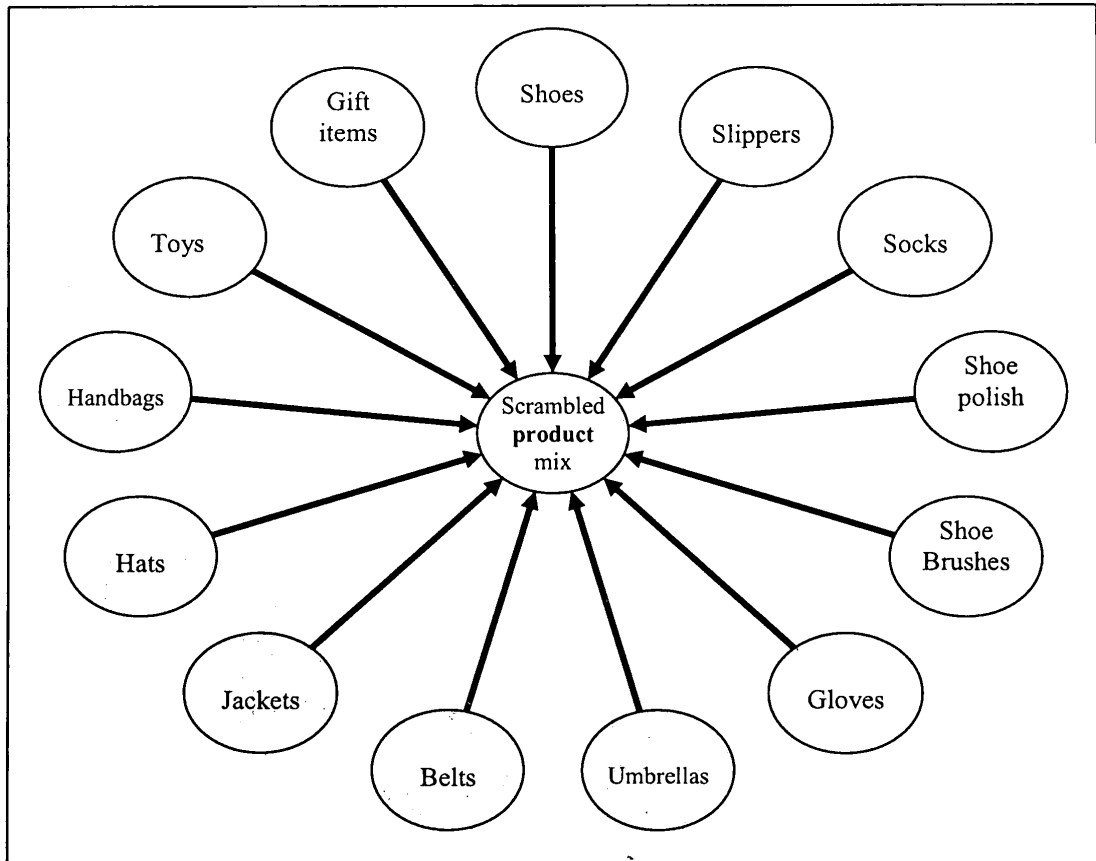 Shoes
Gift
items
Slippers
Toys
Socks
Handbags
Shoe
polish
Scrambled
product
mix
Hats
Shoe
Brushes
Jackets
Gloves
Belts
Umbrellas